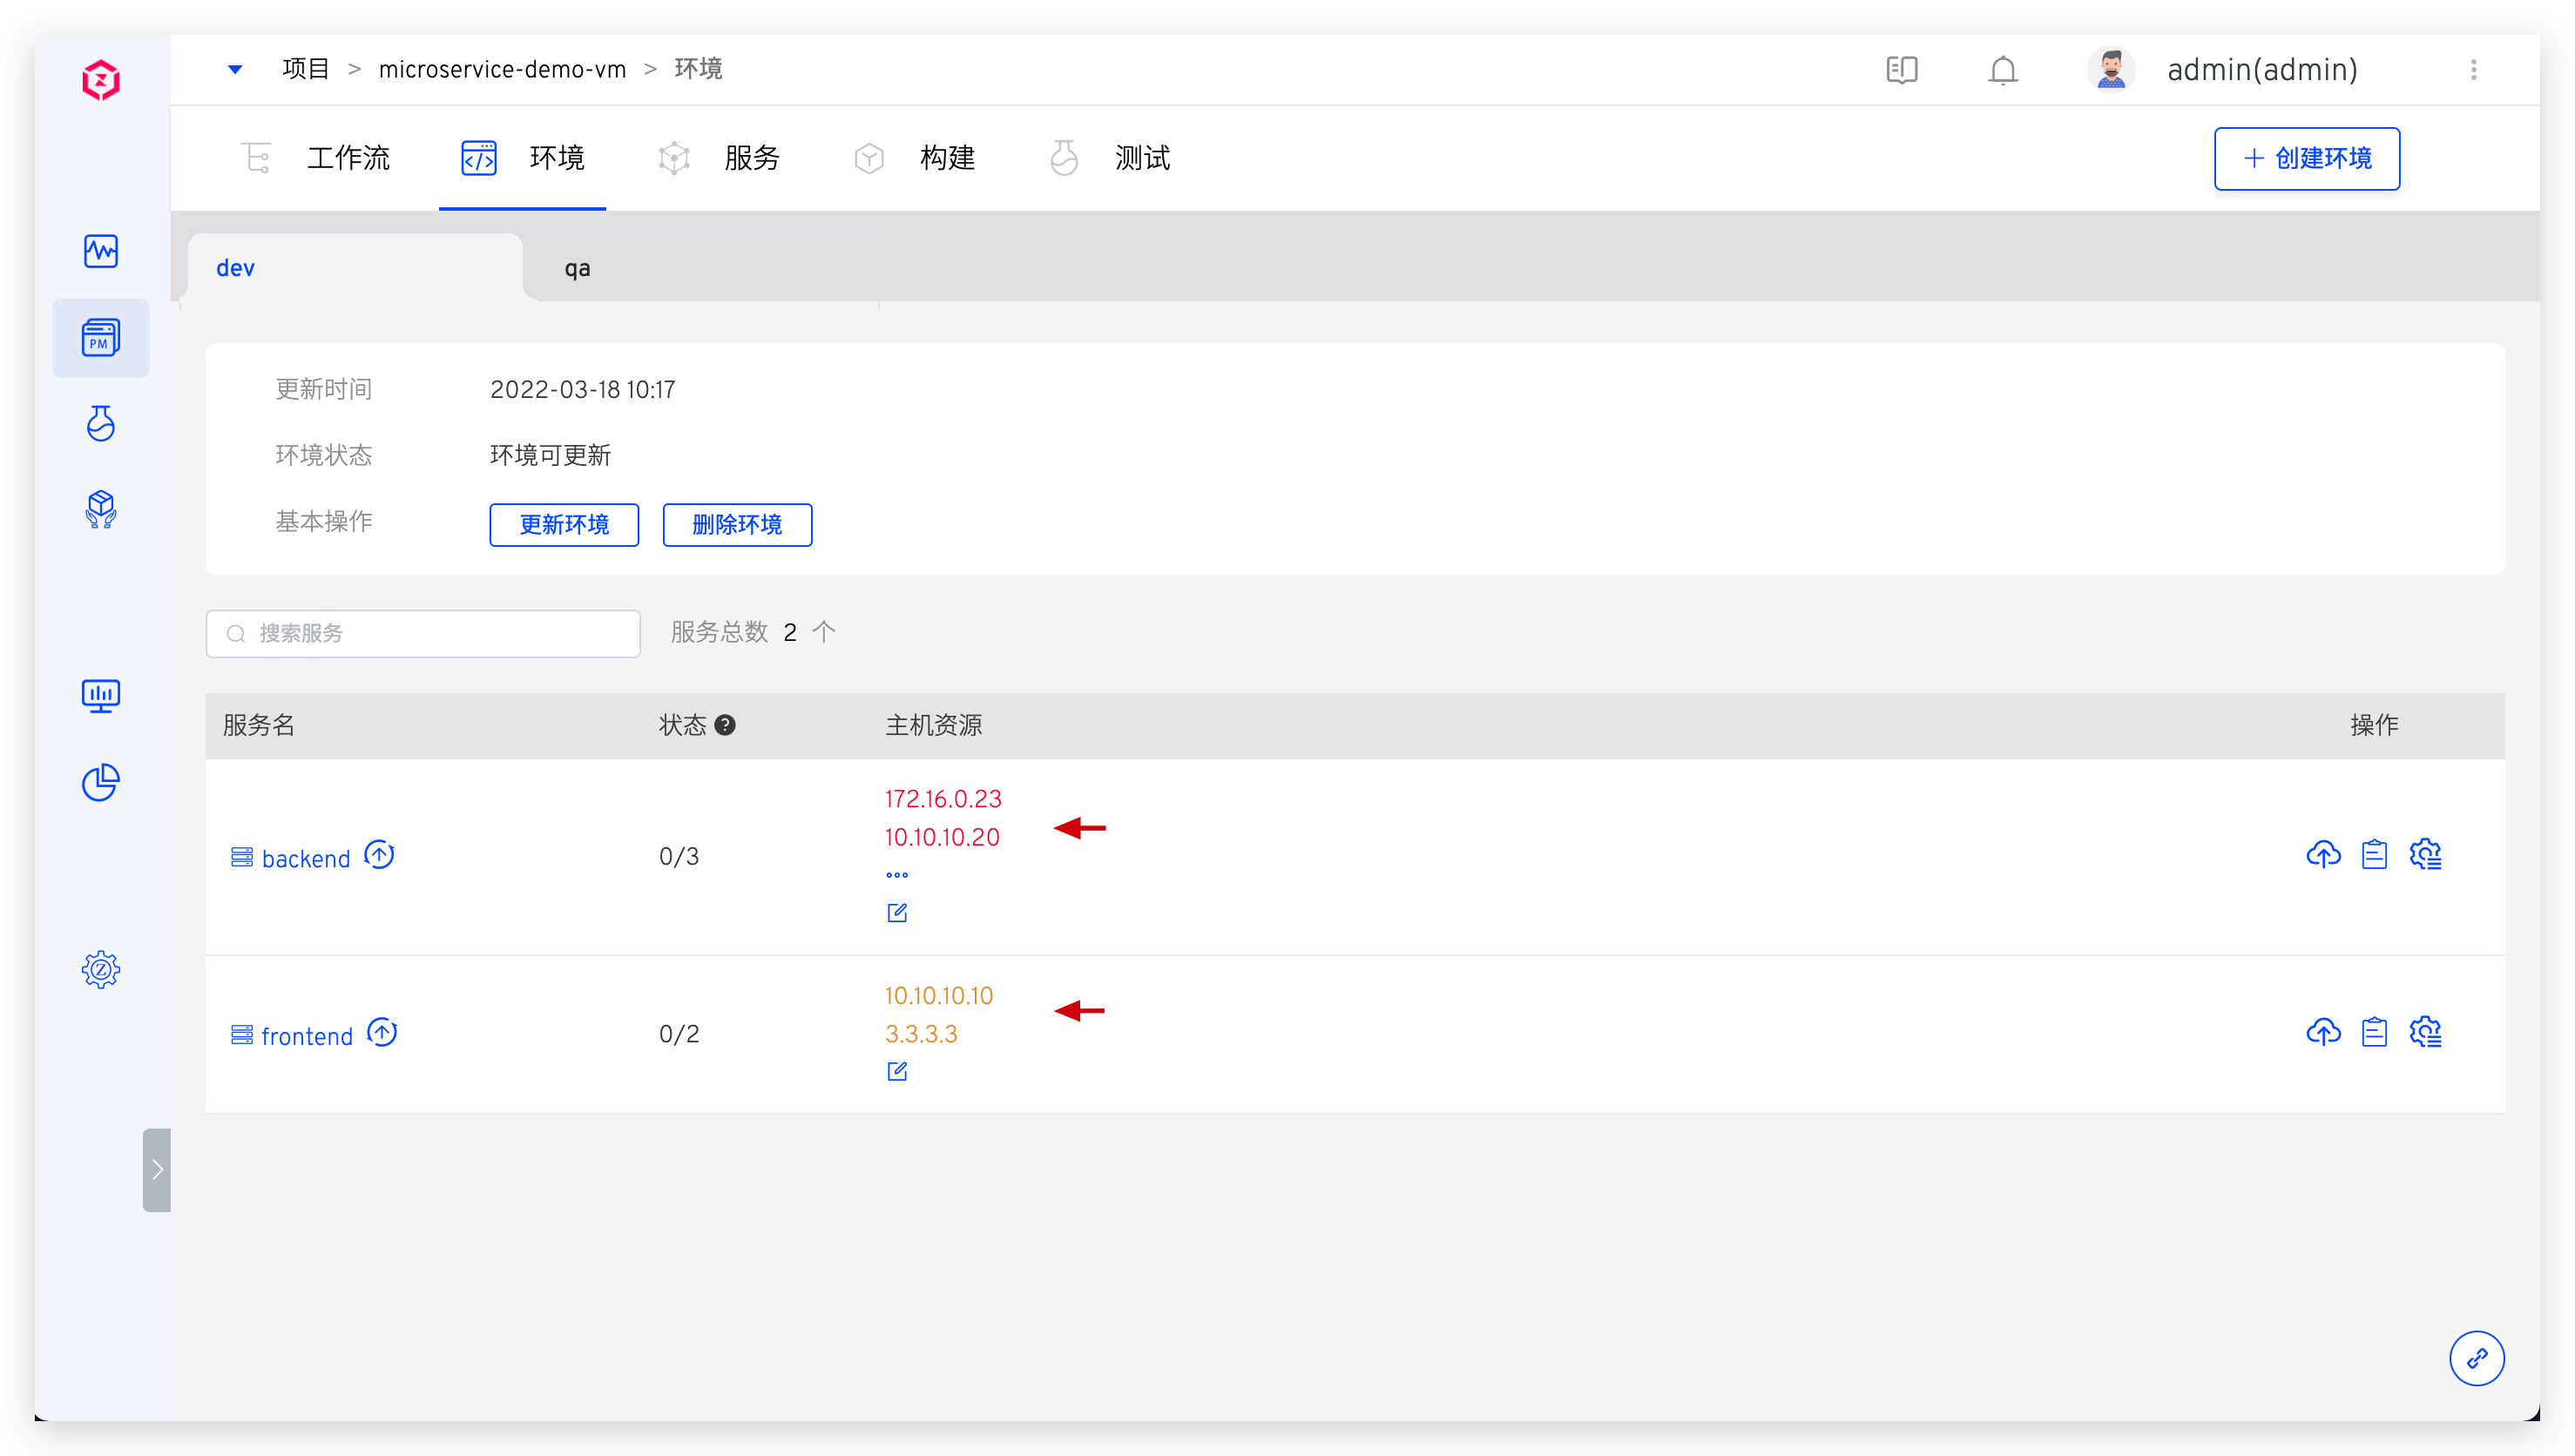 项目 > microservice-demo-vm > 环境
admin(admin)
工作流 环境 服务 构建 测试
+ 创建环境
dev qa
PM
更新时间 2022-03-18 10:17
环境状态 环境可更新
基本操作 更新环境 删除环境
搜索服务 服务总数 2 个
服务名 状态 ? 主机资源 操作
172.16.0.23
10.10.10.20
backend 0/3
10.10.10.10
3.3.3.3
frontend 0/2